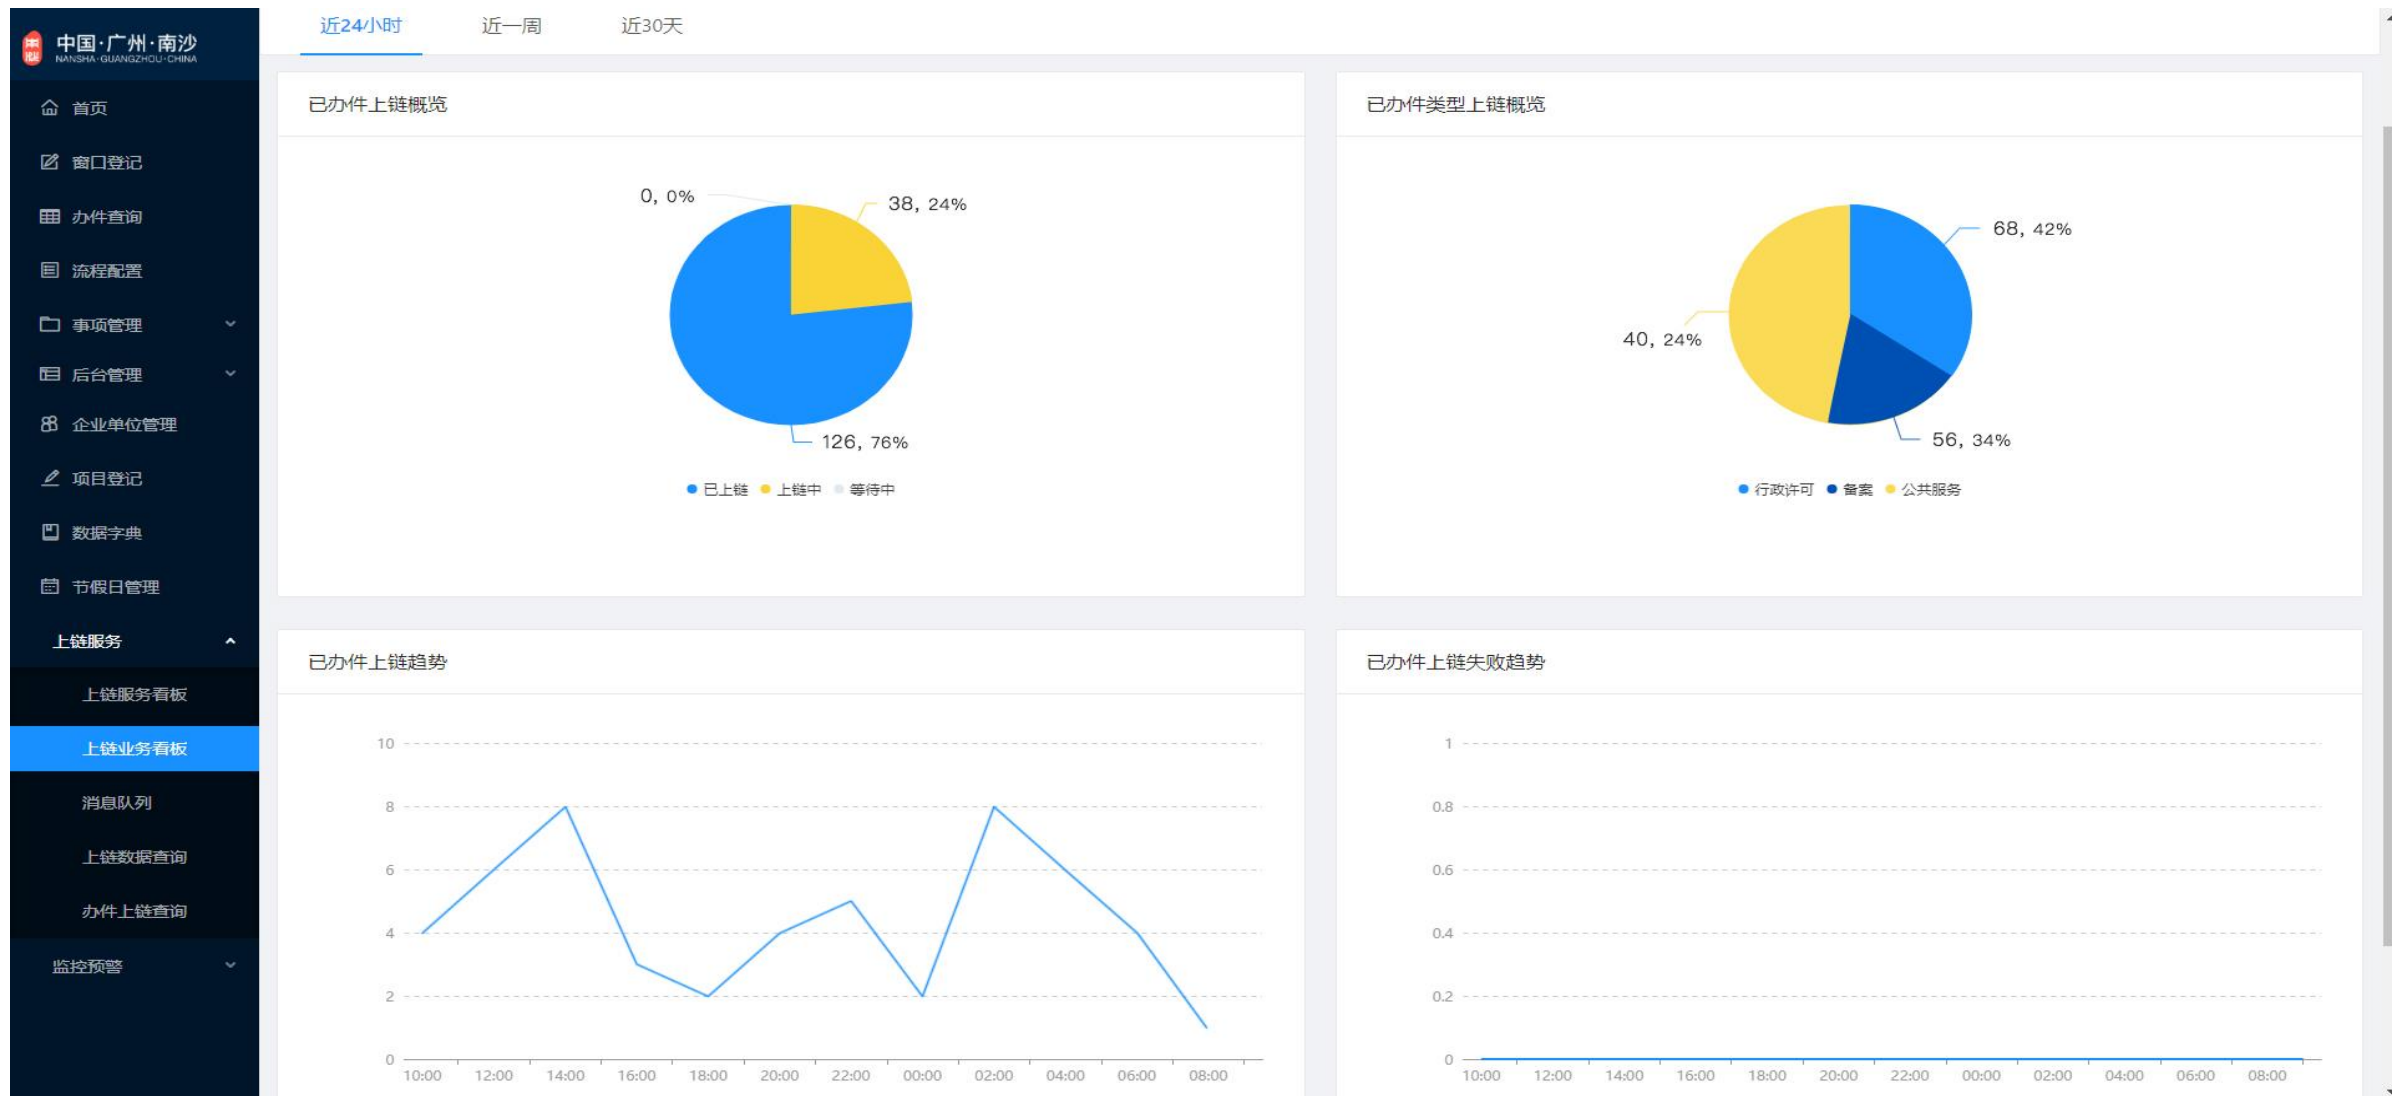 中国·广州·南沙
NANSHA·GUANGZHOU·CHINA
首页
窗口登记
办件查询
流程配置
事项管理
后台管理
企业单位管理
项目登记
数据字典
节假日管理
上链服务
上链服务看板
上链业务看板
消息队列
上链数据查询
办件上链查询
监控预警
近24小时 近一周 近30天
已办件上链概览
0, 0%
38, 24%
126, 76%
已上链 上链中 等待中
已办件类型上链概览
68, 42%
40, 24%
56, 34%
行政许可 备案 公共服务
已办件上链趋势
10
8
6
4
2
0
10:00 12:00 14:00 16:00 18:00 20:00 22:00 00:00 02:00 04:00 06:00 08:00
已办件上链失败趋势
1
0.8
0.6
0.4
0.2
0
10:00 12:00 14:00 16:00 18:00 20:00 22:00 00:00 02:00 04:00 06:00 08:00